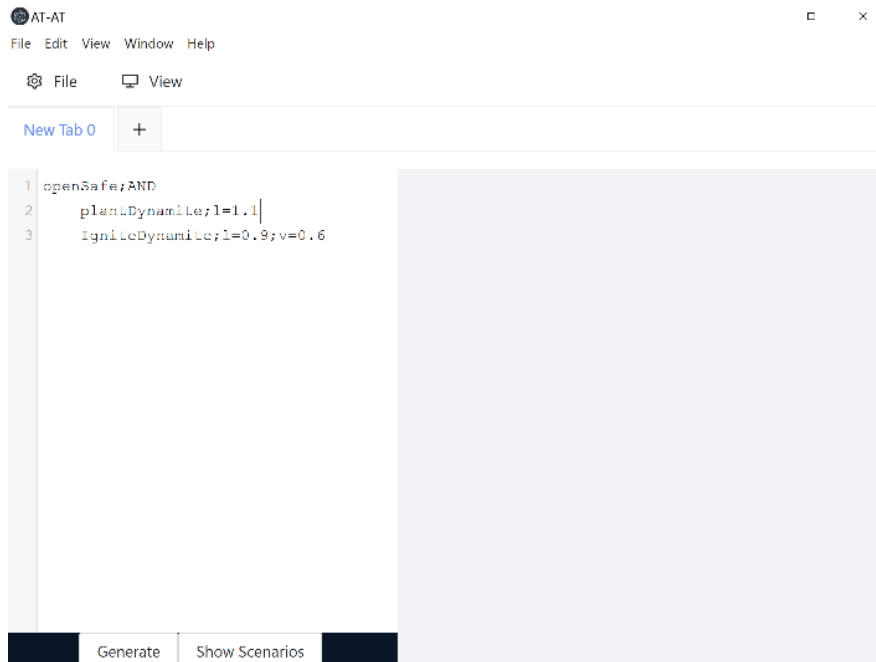 AT-AT
File Edit View Window Help
File View
New Tab 0 +
1 openSafe;AND
2 plantDynamite;l=1.1
3 IgniteDynamite;l=0.9;v=0.6
Generate Show Scenarios